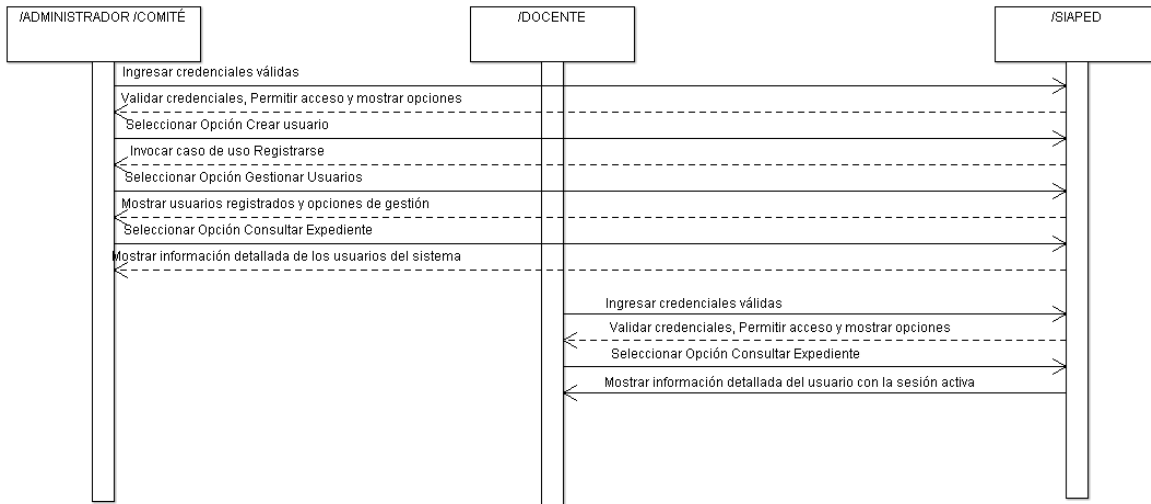 /ADMINISTRADOR /COMITÉ
/DOCENTE
/SIAPED
Ingresar credenciales válidas
Validar credenciales, Permitir acceso y mostrar opciones
Seleccionar Opción Crear usuario
Invocar caso de uso Registrarse
Seleccionar Opción Gestionar Usuarios
Mostrar usuarios registrados y opciones de gestión
Seleccionar Opción Consultar Expediente
Mostrar información detallada de los usuarios del sistema
Ingresar credenciales válidas
Validar credenciales, Permitir acceso y mostrar opciones
Seleccionar Opción Consultar Expediente
Mostrar información detallada del usuario con la sesión activa